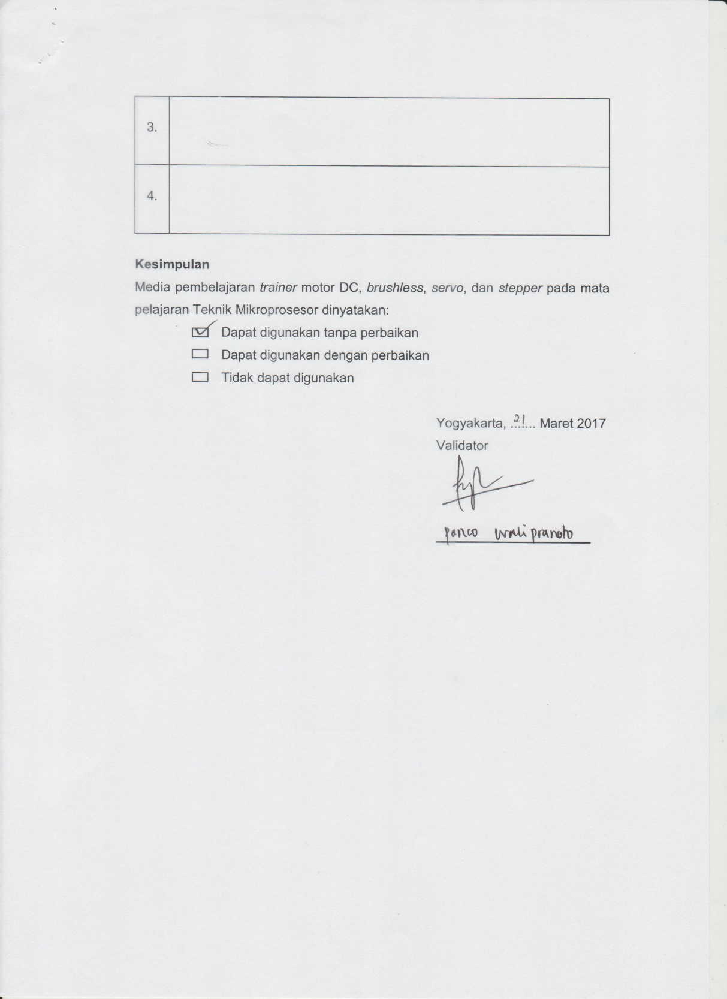 3.
4.
Kesimpulan
Media pembelajaran trainer motor DC, brushless, servo, dan stepper pada mata
pelajaran Teknik Mikroprosesor dinyatakan:
Dapat digunakan tanpa perbaikan
Dapat digunakan dengan perbaikan
Tidak dapat digunakan
Yogyakarta, ..21... Maret 2017
Validator
panco wali pranoto